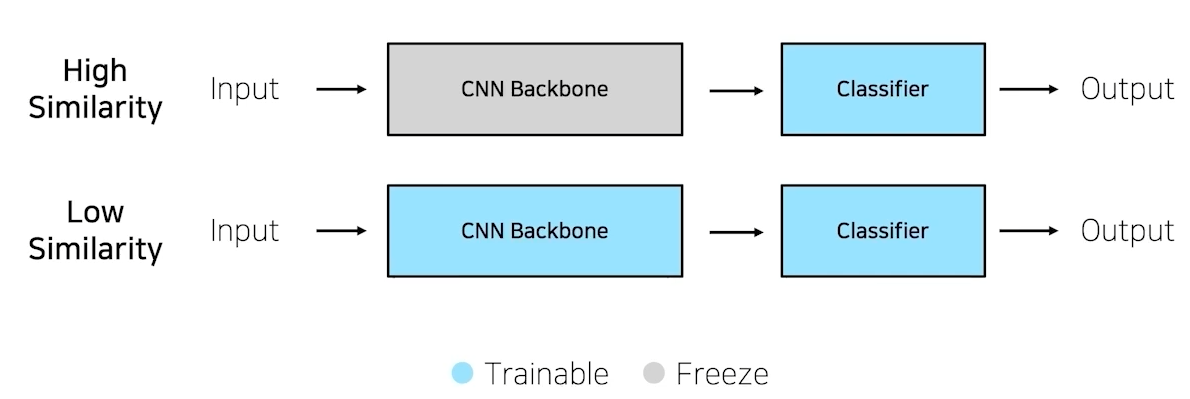 High
Similarity
Input
CNN Backbone
Classifier
Output
Low
Similarity
Input
CNN Backbone
Classifier
Output
Trainable
Freeze